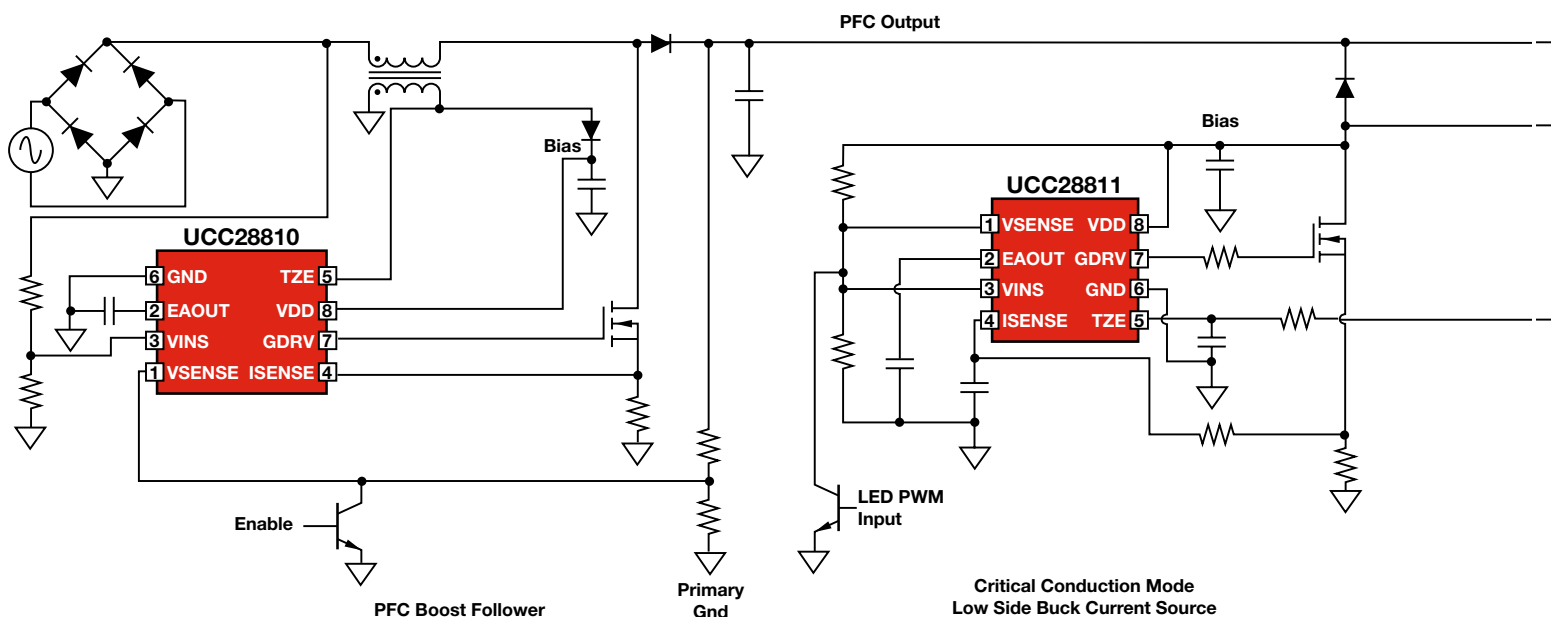 PFC Output
Bias
Bias
UCC28810
6 GND TZE 5
2 EAOUT VDD 8
3 VINS GDRV 7
1 VSENSE ISENSE 4
UCC28811
1 VSENSE VDD 8
2 EAOUT GDRV 7
3 VINS GND 6
4 ISENSE TZE 5
Enable
LED PWM
Input
Primary
Gnd
PFC Boost Follower
Critical Conduction Mode
Low Side Buck Current Source